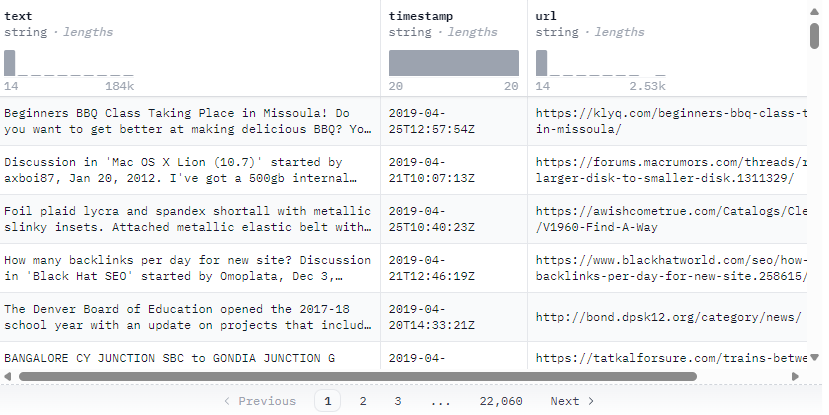 text timestamp url
string · lengths string · lengths string · lengths
14 184k 20 20 14 2.53k
Beginners BBQ Class Taking Place in Missoula! Do
you want to get better at making delicious BBQ? Yo…
2019-04-
25T12:57:54Z
https://klyq.com/beginners-bbq-class-t
in-missoula/
Discussion in 'Mac OS X Lion (10.7)' started by
axboi87, Jan 20, 2012. I've got a 500gb internal…
2019-04-
21T10:07:13Z
https://forums.macrumors.com/threads/r
larger-disk-to-smaller-disk.1311329/
Foil plaid lycra and spandex shortall with metallic
slinky insets. Attached metallic elastic belt with…
2019-04-
25T10:40:23Z
https://awishcometrue.com/Catalogs/Cle
/V1960-Find-A-Way
How many backlinks per day for new site? Discussion
in 'Black Hat SEO' started by Omoplata, Dec 3,…
2019-04-
21T12:46:19Z
https://www.blackhatworld.com/seo/how-
backlinks-per-day-for-new-site.258615/
The Denver Board of Education opened the 2017-18
school year with an update on projects that includ…
2019-04-
20T14:33:21Z
http://bond.dpsk12.org/category/news/
BANGALORE CY JUNCTION SBC to GONDIA JUNCTION G
2019-04-
https://tatkalforsure.com/trains-betwe
< Previous 1 2 3 ... 22,060 Next >